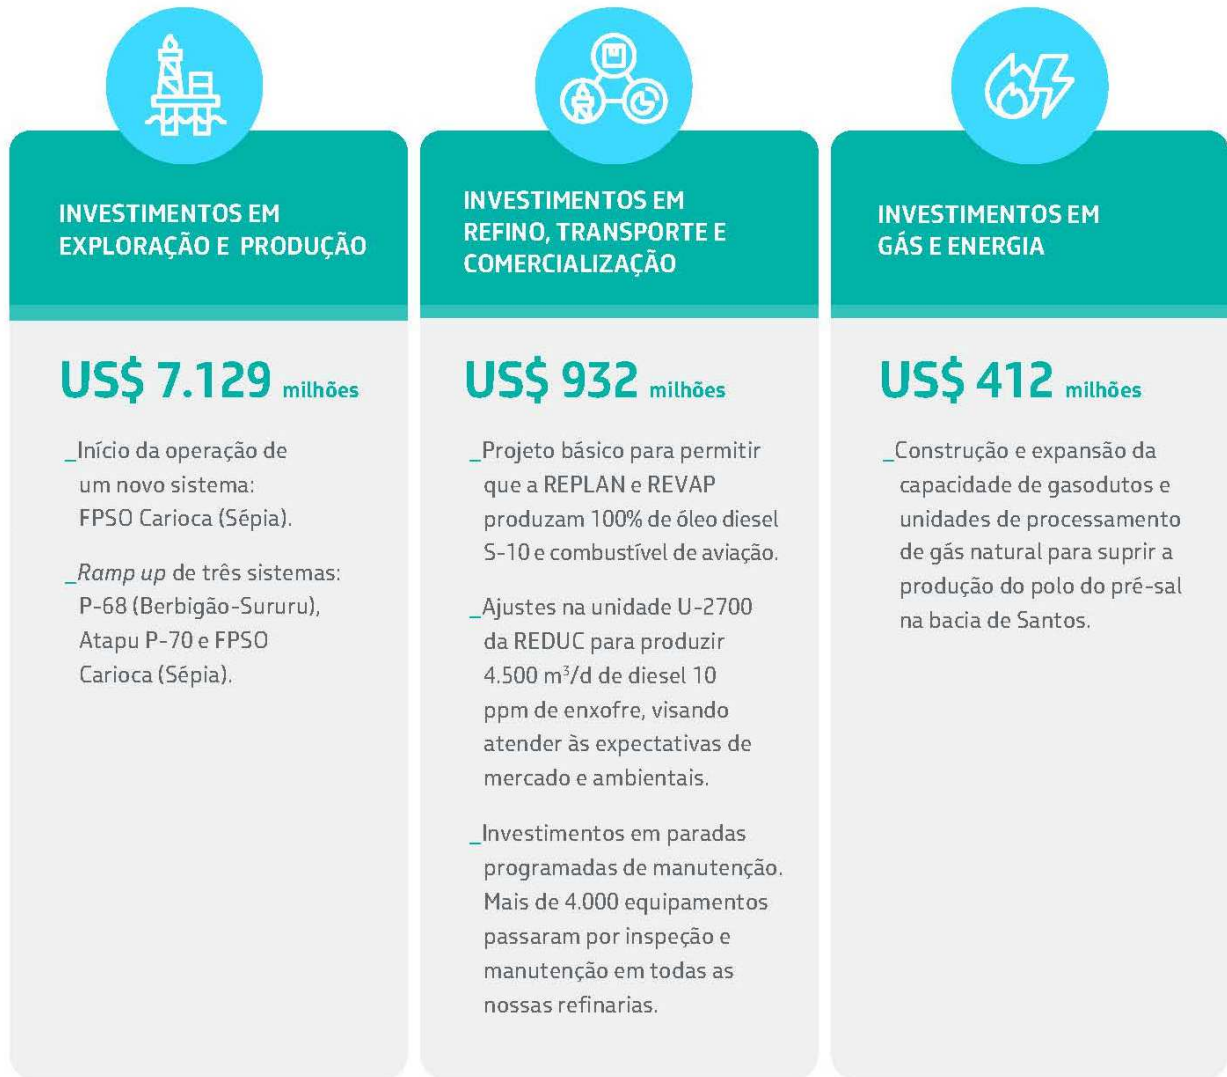 INVESTIMENTOS EM
EXPLORAÇÃO E PRODUÇÃO
US$ 7.129 milhões
_Início da operação de
um novo sistema:
FPSO Carioca (Sépia).
_Ramp up de três sistemas:
P-68 (Berbigão-Sururu),
Atapu P-70 e FPSO
Carioca (Sépia).
INVESTIMENTOS EM
REFINO, TRANSPORTE E
COMERCIALIZAÇÃO
US$ 932 milhões
_Projeto básico para permitir
que a REPLAN e REVAP
produzam 100% de óleo diesel
S-10 e combustível de aviação.
_Ajustes na unidade U-2700
da REDUC para produzir
4.500 m³/d de diesel 10
ppm de enxofre, visando
atender às expectativas de
mercado e ambientais.
_Investimentos em paradas
programadas de manutenção.
Mais de 4.000 equipamentos
passaram por inspeção e
manutenção em todas as
nossas refinarias.
INVESTIMENTOS EM
GÁS E ENERGIA
US$ 412 milhões
_Construção e expansão da
capacidade de gasodutos e
unidades de processamento
de gás natural para suprir a
produção do polo do pré-sal
na bacia de Santos.